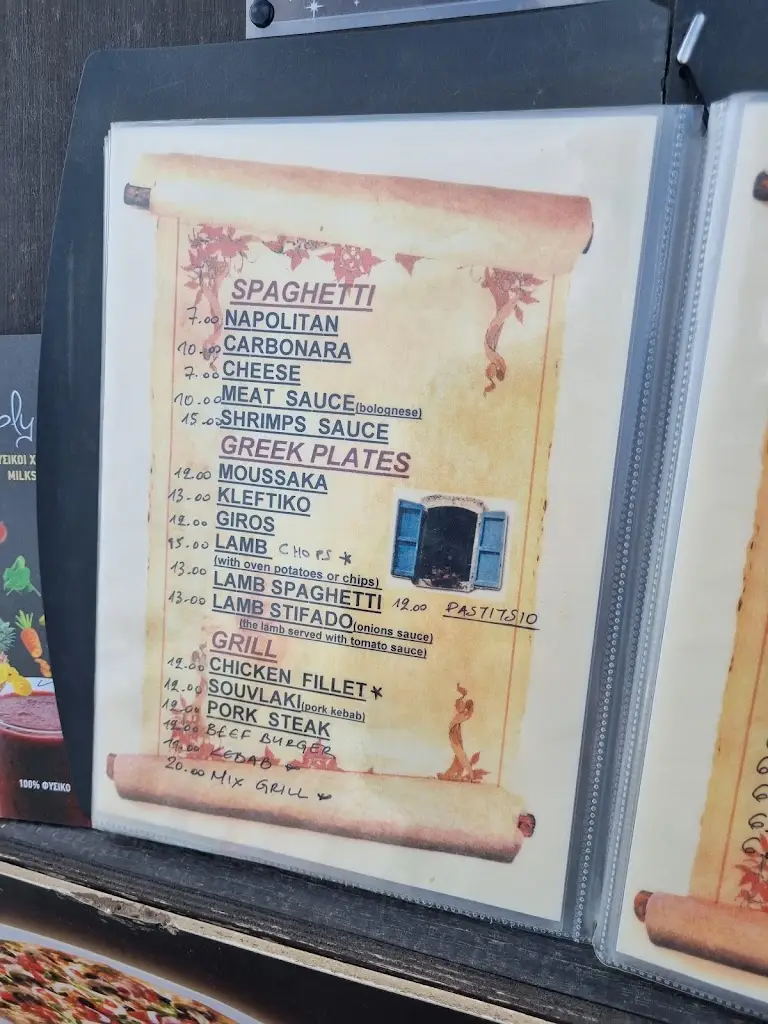 SPAGHETTI
7.00 NAPOLITAN
10.00 CARBONARA
7.00 CHEESE
10.00 MEAT SAUCE (bolognese)
15.00 SHRIMPS SAUCE
GREEK PLATES
12.00 MOUSSAKA
13.00 KLEFTIKO
12.00 GIROS
15.00 LAMB CHOPS *
(with oven potatoes or chips)
13.00 LAMB SPAGHETTI 12.00 PASTITSIO
13.00 LAMB STIFADO (onions sauce)
(the lamb served with tomato sauce)
GRILL
12.00 CHICKEN FILLET *
12.00 SOUVLAKI (pork kebab)
12.00 PORK STEAK
12.00 BEEF BURGER
KEBAB *
20.00 MIX GRILL *
MILKS
100% ΦΥΣΙΚΟ